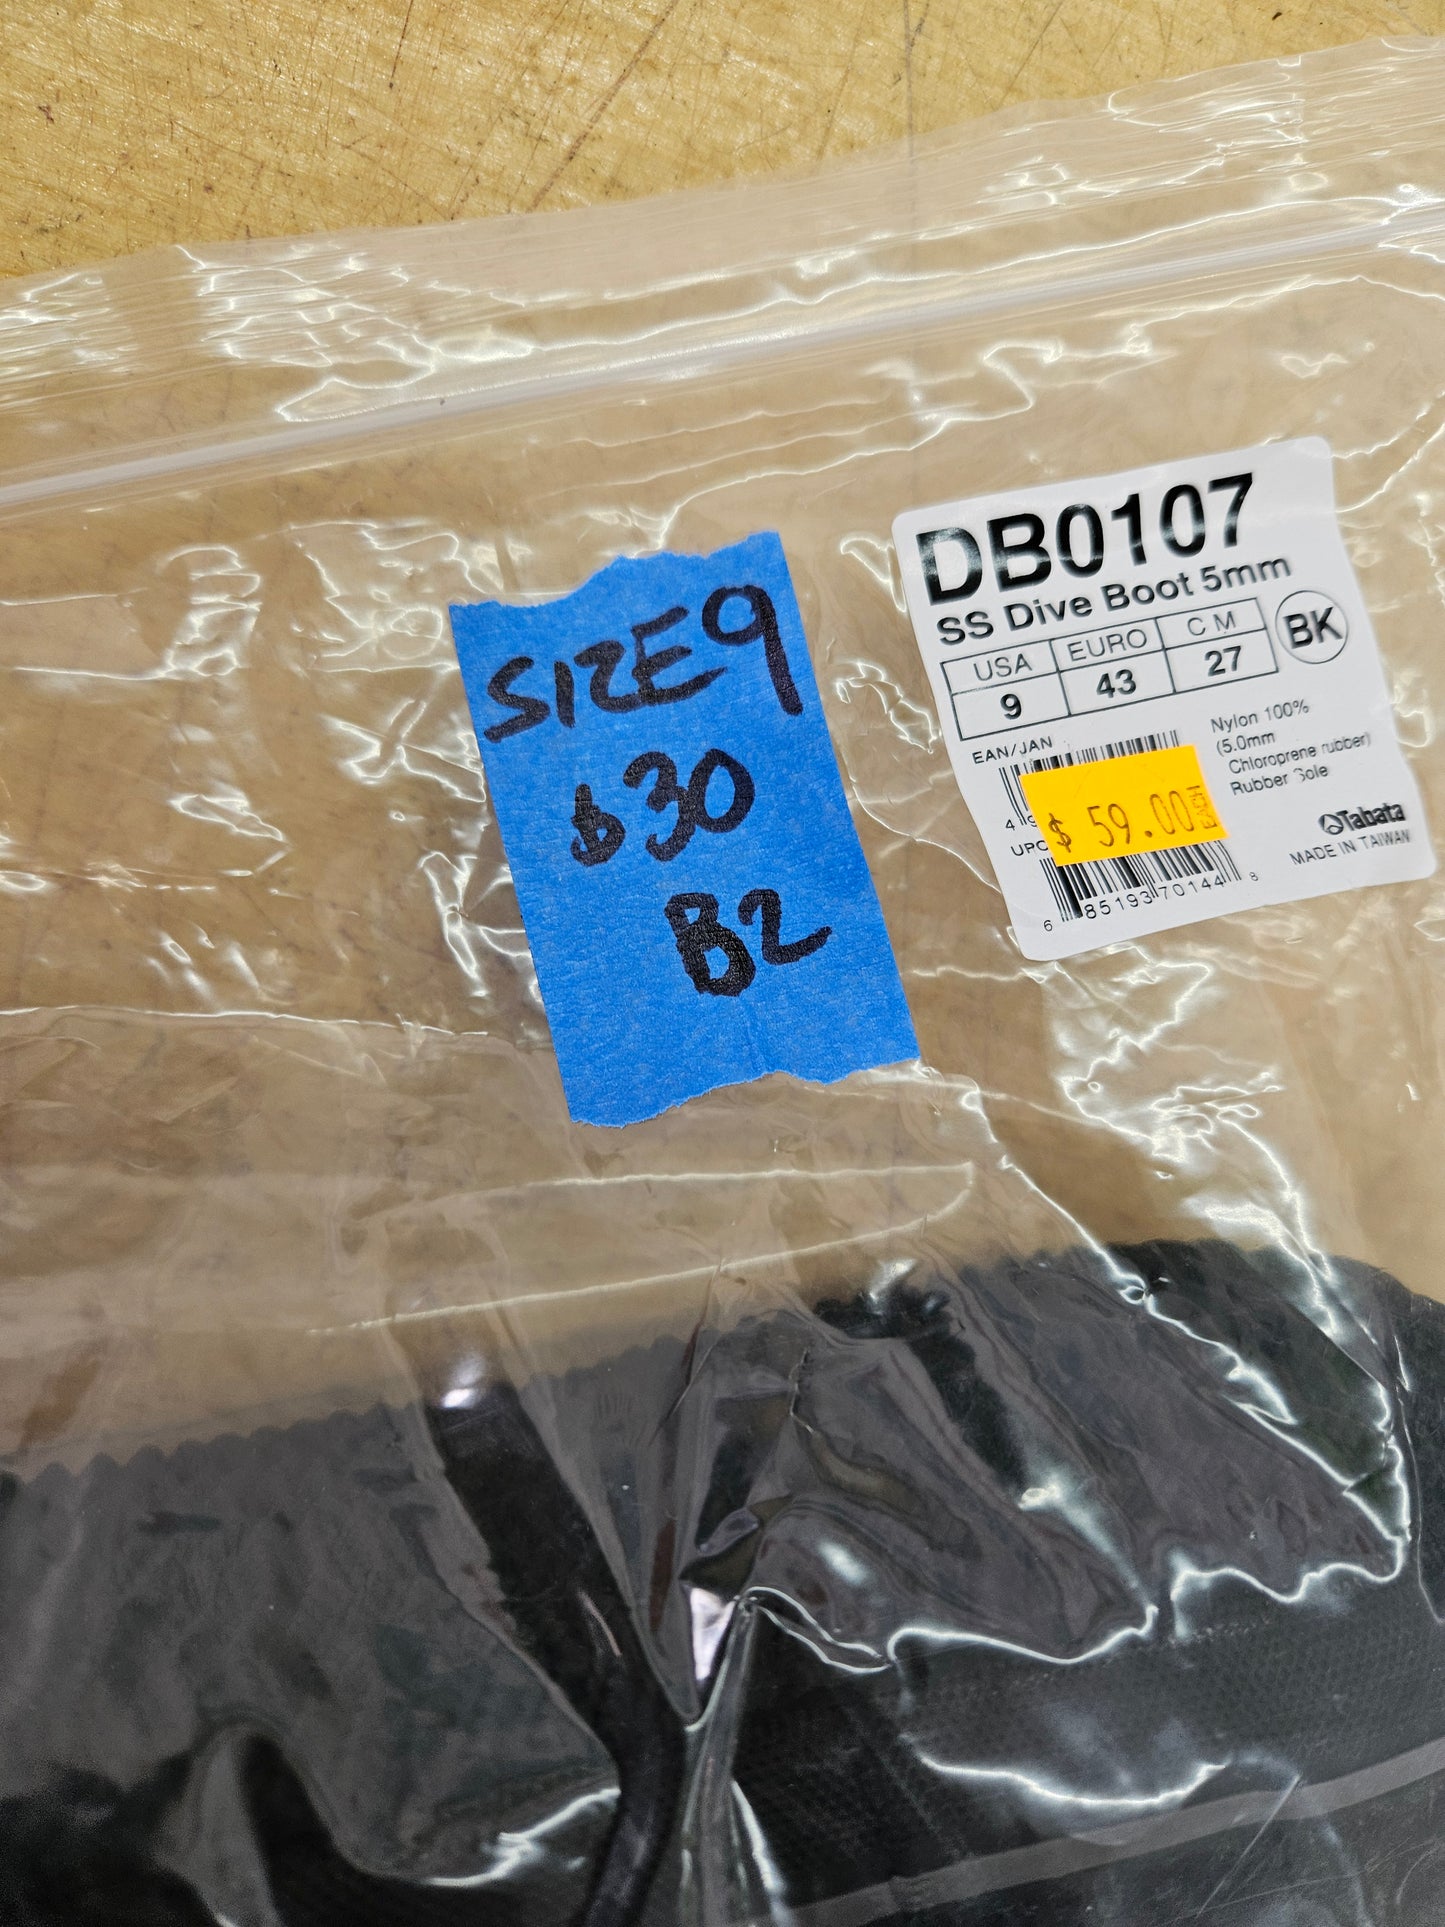 SIZE 9
$30
B2
DB0107
SS Dive Boot 5mm
USA EURO CM
9 43 27
BK
EAN/JAN
Nylon 100%
(5.0mm
Chloroprene rubber)
Rubber Sole
4 9
$ 59.00 EACH
UPC
6 85193 70144 8
Tabata
MADE IN TAIWAN